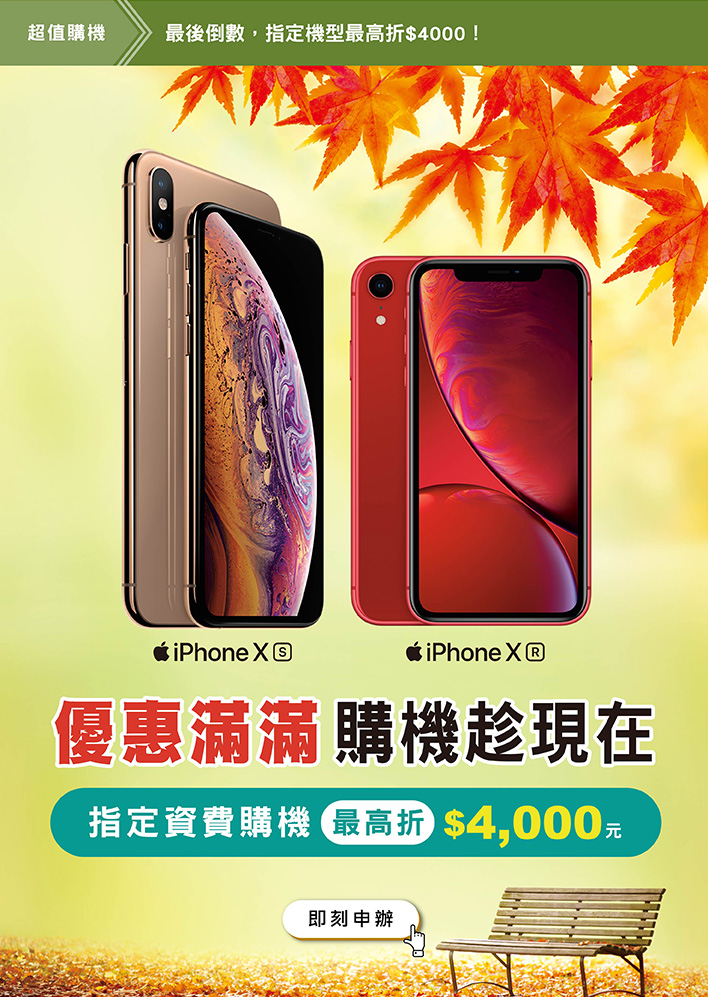 超值購機
最後倒數，指定機型最高折$4000！
iPhone XS
iPhone XR
優惠滿滿 購機趁現在
指定資費購機 最高折 $4,000元
即刻申辦